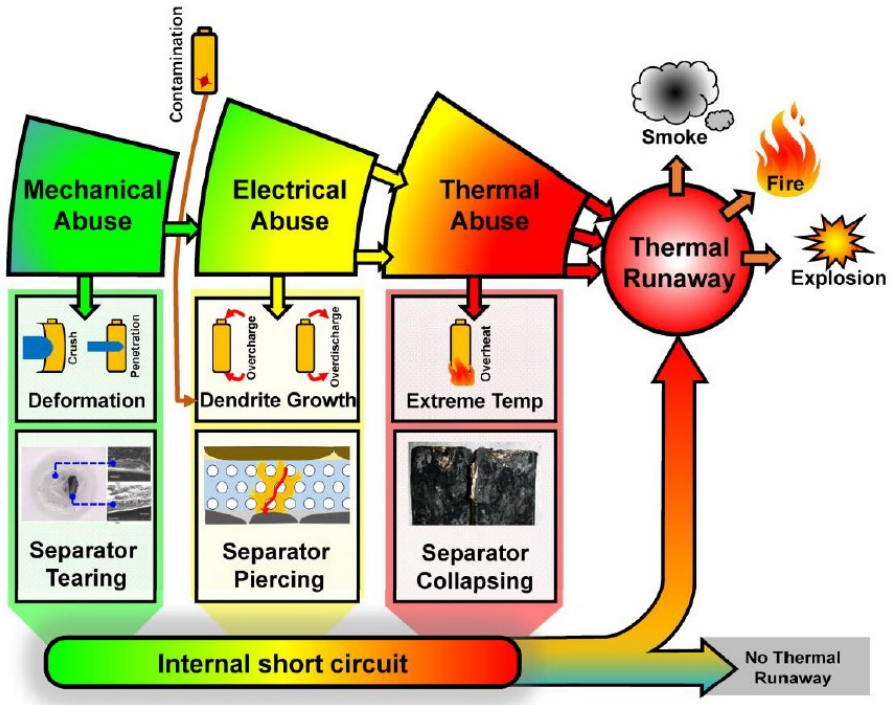 Contamination
Mechanical
Abuse
Electrical
Abuse
Thermal
Abuse
Smoke
Fire
Thermal
Runaway
Explosion
Crush
Penetration
Deformation
Overcharge
Overdischarge
Dendrite Growth
Overheat
Extreme Temp
Separator
Tearing
Separator
Piercing
Separator
Collapsing
Internal short circuit
No Thermal
Runaway